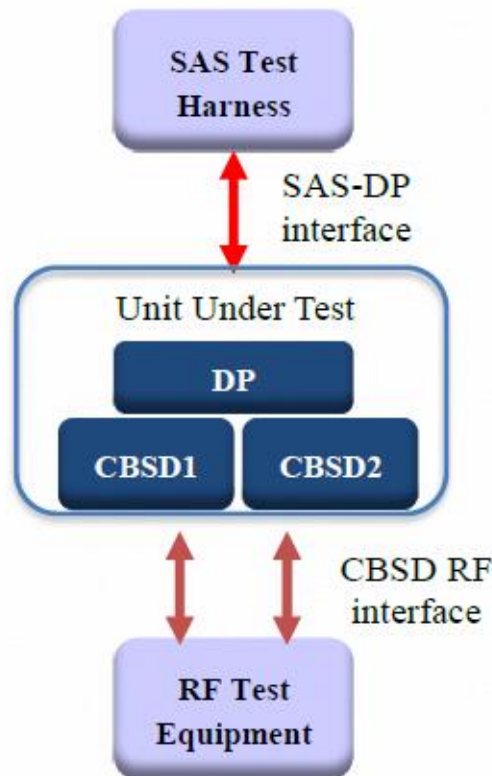 SAS Test
Harness
SAS-DP
interface
Unit Under Test
DP
CBSD1 CBSD2
CBSD RF
interface
RF Test
Equipment